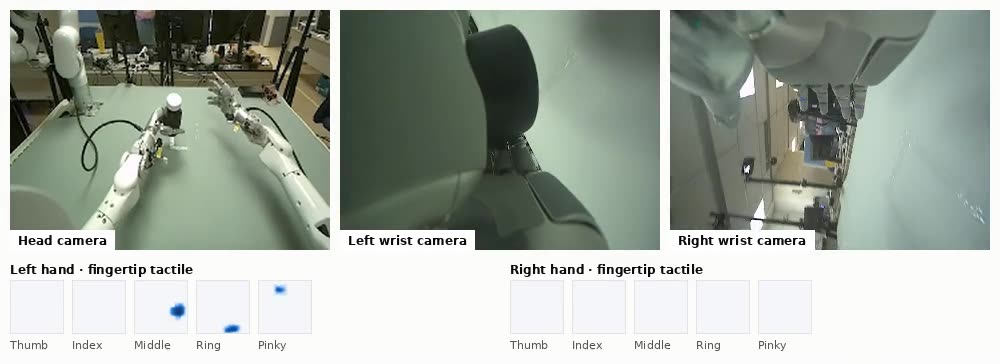 Head camera
Left wrist camera
Right wrist camera
Left hand · fingertip tactile
Right hand · fingertip tactile
Thumb
Index
Middle
Ring
Pinky
Thumb
Index
Middle
Ring
Pinky